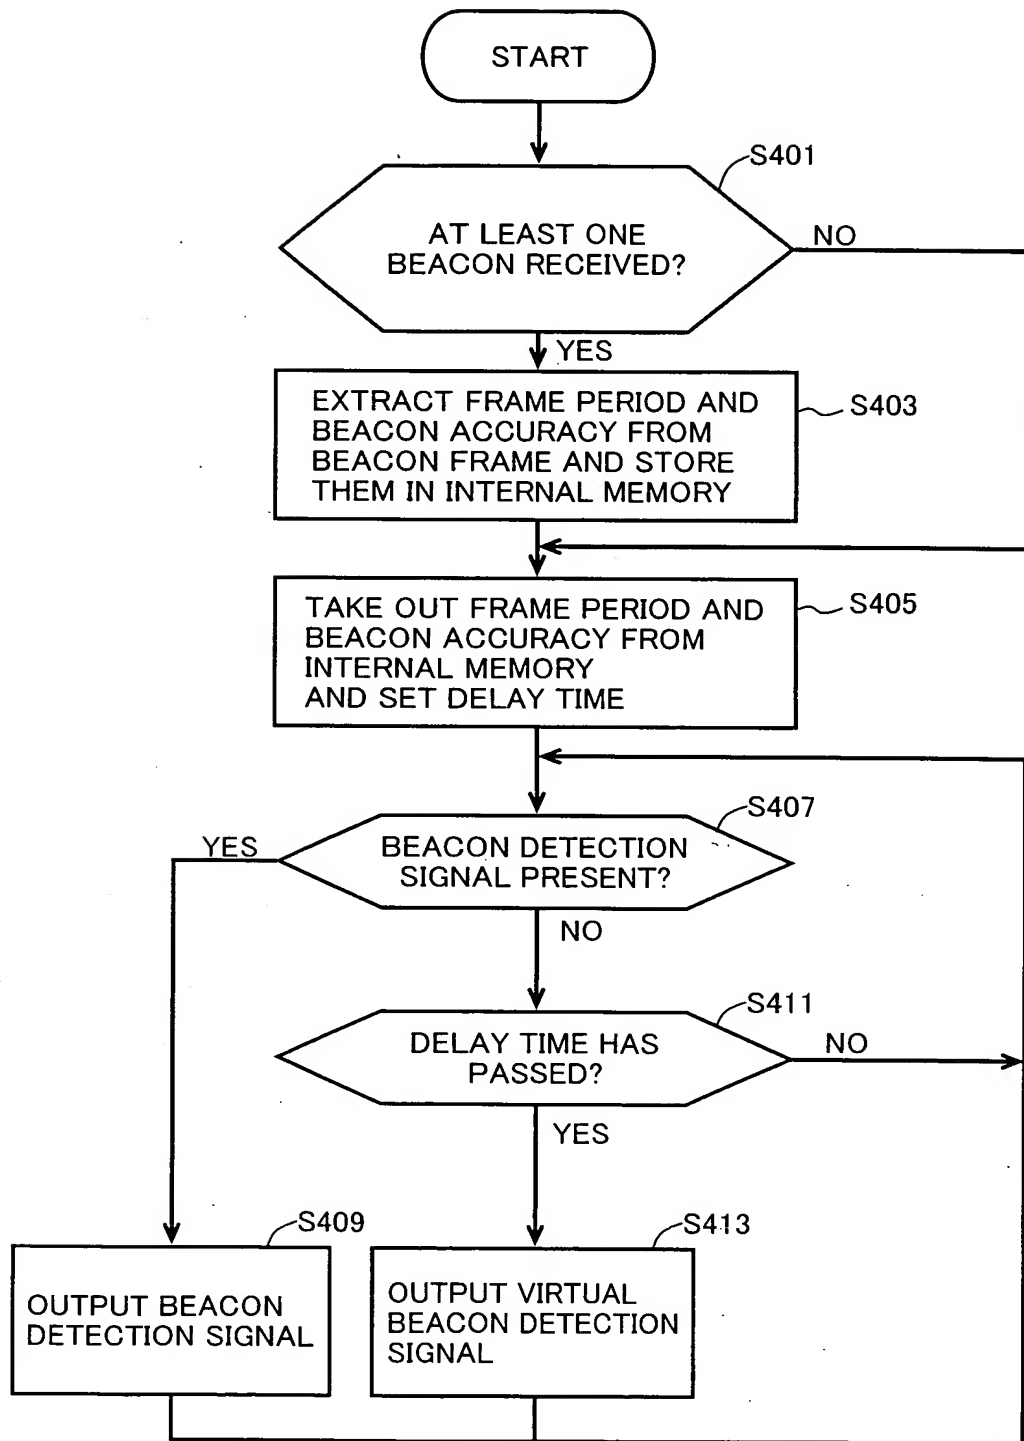 START
S401
AT LEAST ONE
BEACON RECEIVED?
NO
YES
EXTRACT FRAME PERIOD AND
BEACON ACCURACY FROM
BEACON FRAME AND STORE
THEM IN INTERNAL MEMORY
S403
TAKE OUT FRAME PERIOD AND
BEACON ACCURACY FROM
INTERNAL MEMORY
AND SET DELAY TIME
S405
S407
YES
BEACON DETECTION
SIGNAL PRESENT?
NO
S411
DELAY TIME HAS
PASSED?
NO
YES
S409
S413
OUTPUT BEACON
DETECTION SIGNAL
OUTPUT VIRTUAL
BEACON DETECTION
SIGNAL